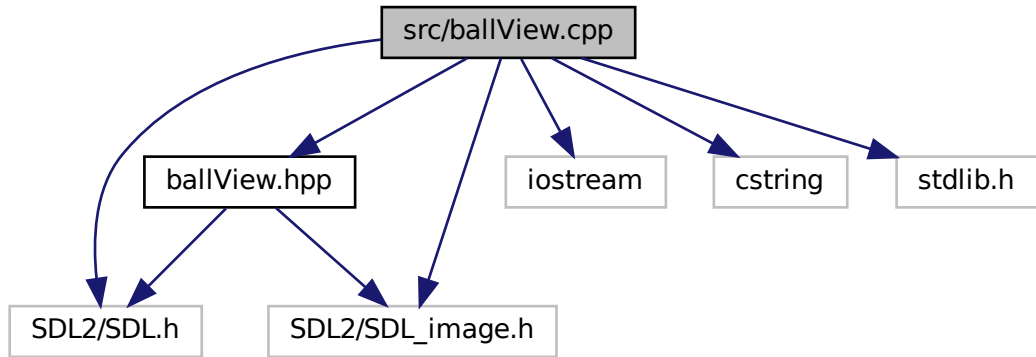 src/ballView.cpp
ballView.hpp
iostream
cstring
stdlib.h
SDL2/SDL.h
SDL2/SDL_image.h